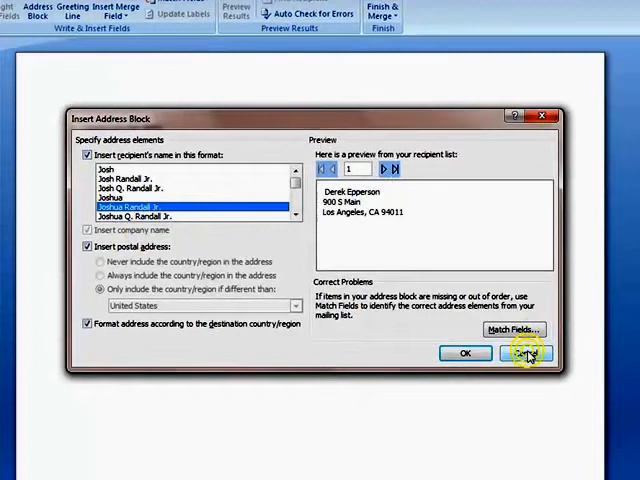 Address Block
Greeting Line
Insert Merge Field
Update Labels
Preview Results
Auto Check for Errors
Finish & Merge
Write & Insert Fields
Preview Results
Finish
Insert Address Block
Specify address elements
Insert recipient's name in this format:
Josh
Josh Randall Jr.
Josh Q. Randall Jr.
Joshua
Joshua Randall Jr.
Joshua Q. Randall Jr.
Insert company name
Insert postal address:
Never include the country/region in the address
Always include the country/region in the address
Only include the country/region if different than:
United States
Format address according to the destination country/region
Preview
Here is a preview from your recipient list:
1
Derek Epperson
900 S Main
Los Angeles, CA 94011
Correct Problems
If items in your address block are missing or out of order, use
Match Fields to identify the correct address elements from your
mailing list.
Match Fields...
OK
Cancel